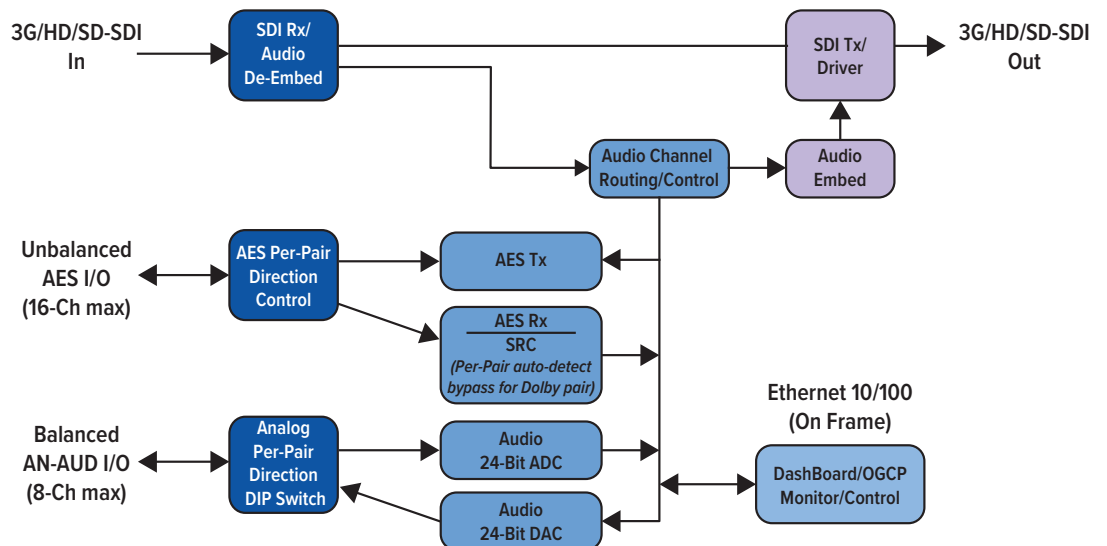 3G/HD/SD-SDI
In
SDI Rx/
Audio
De-Embed
SDI Tx/
Driver
3G/HD/SD-SDI
Out
Audio Channel
Routing/Control
Audio
Embed
Unbalanced
AES I/O
(16-Ch max)
AES Per-Pair
Direction
Control
AES Tx
AES Rx
SRC
(Per-Pair auto-detect
bypass for Dolby pair)
Ethernet 10/100
(On Frame)
Balanced
AN-AUD I/O
(8-Ch max)
Analog
Per-Pair
Direction
DIP Switch
Audio
24-Bit ADC
Audio
24-Bit DAC
DashBoard/OGCP
Monitor/Control